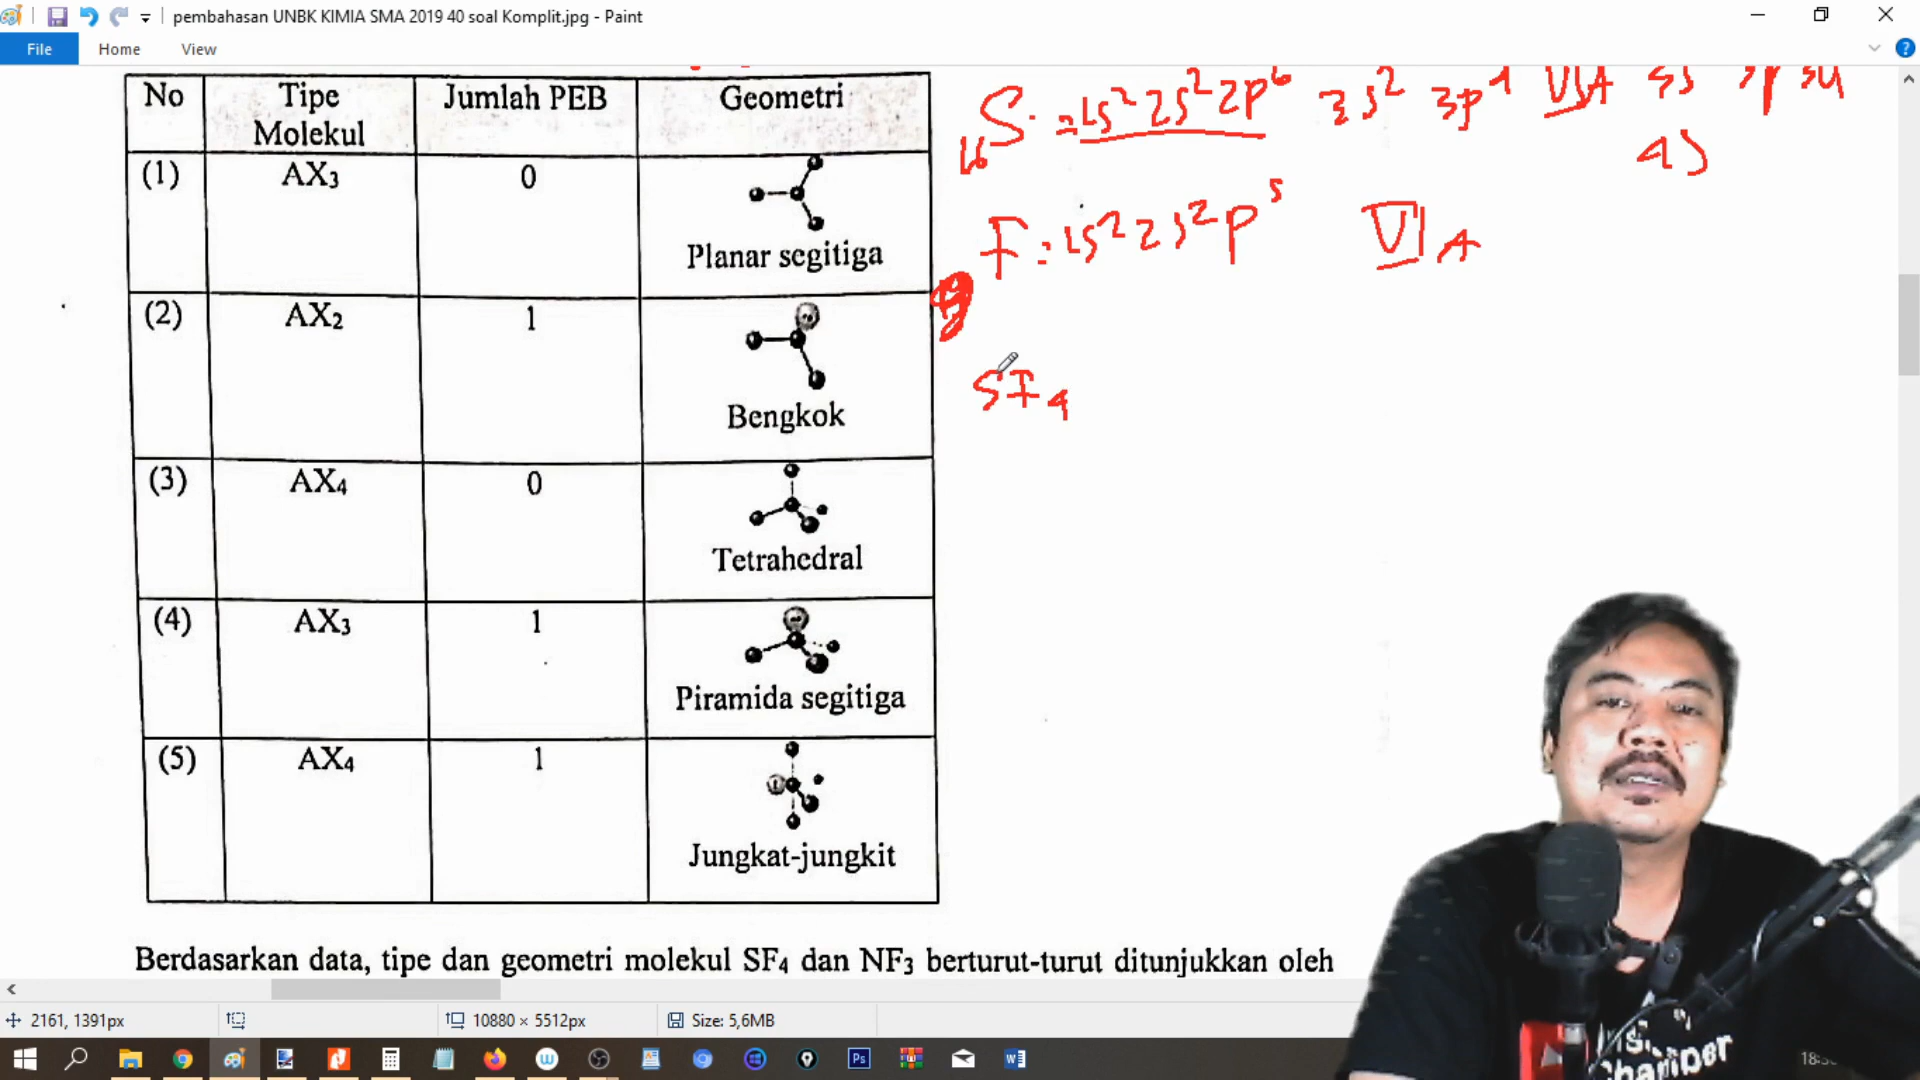 pembahasan UNBK KIMIA SMA 2019 40 soal Komplit.jpg - Paint
File Home View
No Tipe Molekul Jumlah PEB Geometri
(1) AX₃ 0 Planar segitiga
(2) AX₂ 1 Bengkok
(3) AX₄ 0 Tetrahedral
(4) AX₃ 1 Piramida segitiga
(5) AX₄ 1 Jungkat-jungkit
₁₆S = 1s² 2s² 2p⁶ 3s² 3p⁴ VIA
4s
F = 1s² 2s² p⁵
SF₄
Berdasarkan data, tipe dan geometri molekul SF₄ dan NF₃ berturut-turut ditunjukkan oleh
2161, 1391px 10880 × 5512px Size: 5,6MB